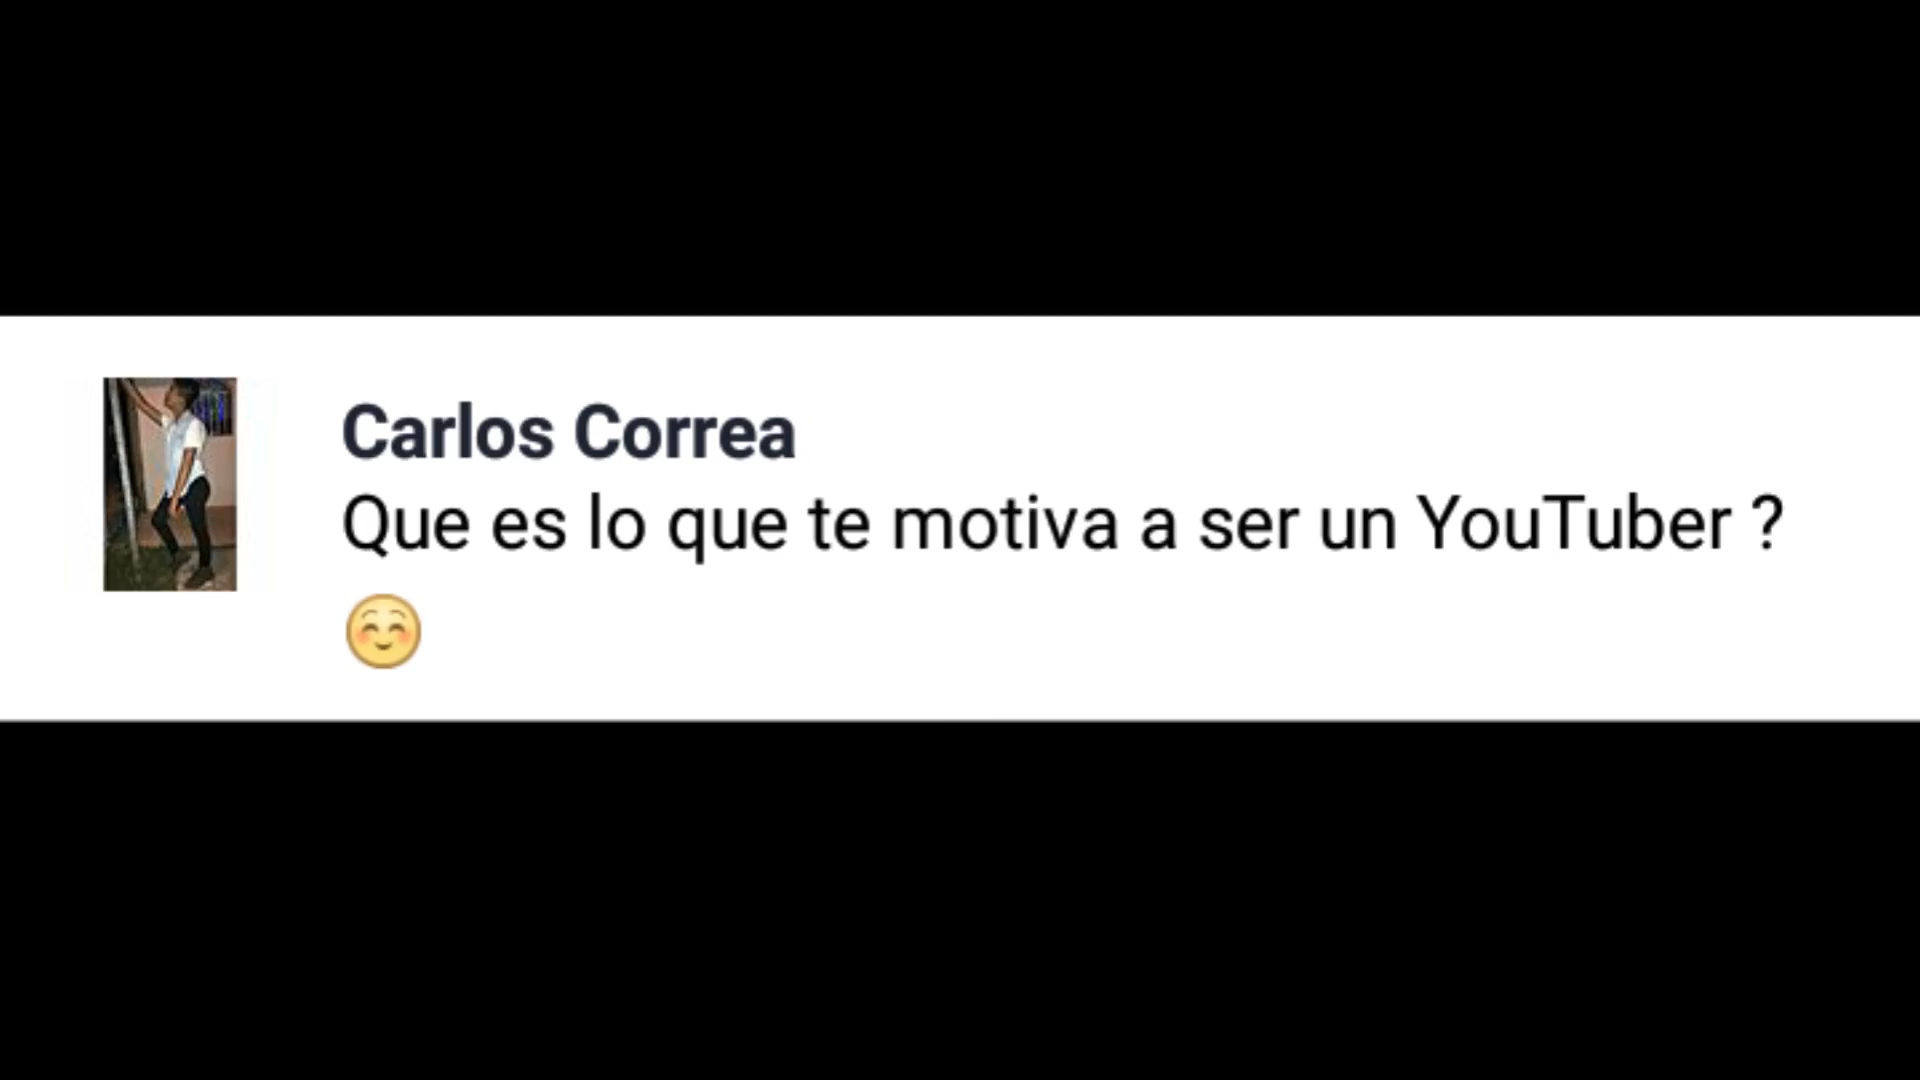 Carlos Correa
Que es lo que te motiva a ser un YouTuber ?
☺️